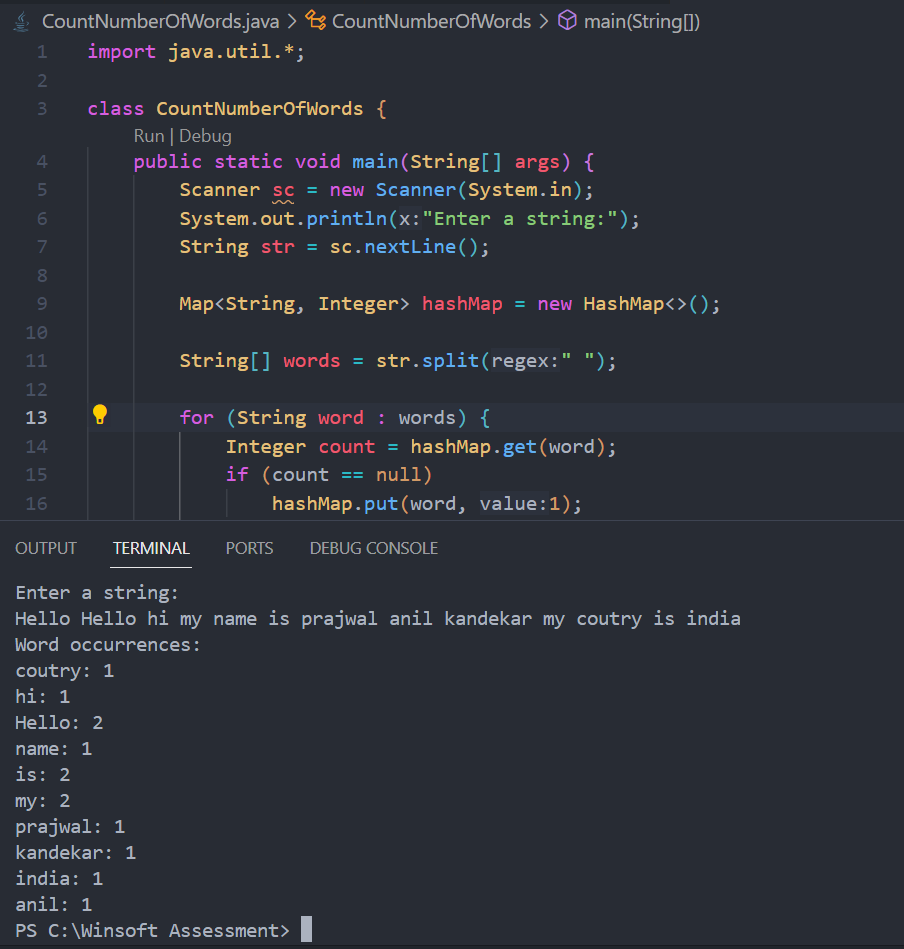 CountNumberOfWords.java > CountNumberOfWords > main(String[])
1 import java.util.*;
2
3 class CountNumberOfWords {
Run | Debug
4 public static void main(String[] args) {
5 Scanner sc = new Scanner(System.in);
6 System.out.println(x:"Enter a string:");
7 String str = sc.nextLine();
8
9 Map<String, Integer> hashMap = new HashMap<>();
10
11 String[] words = str.split(regex:" ");
12
13 for (String word : words) {
14 Integer count = hashMap.get(word);
15 if (count == null)
16 hashMap.put(word, value:1);
OUTPUT TERMINAL PORTS DEBUG CONSOLE
Enter a string:
Hello Hello hi my name is prajwal anil kandekar my coutry is india
Word occurrences:
coutry: 1
hi: 1
Hello: 2
name: 1
is: 2
my: 2
prajwal: 1
kandekar: 1
india: 1
anil: 1
PS C:\Winsoft Assessment>